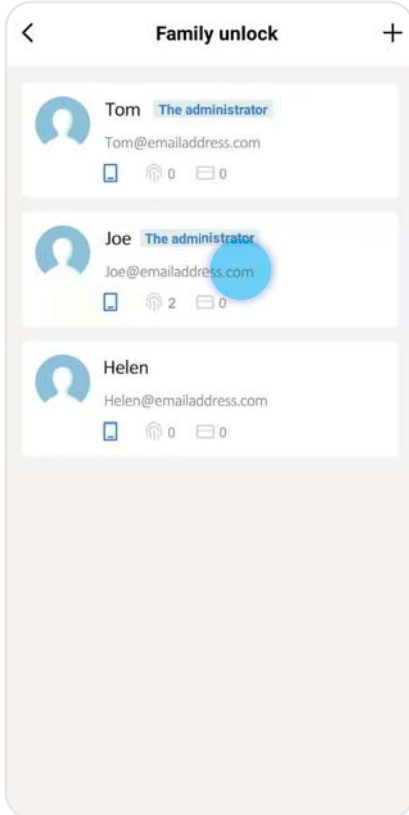 Family unlock
Tom The administrator
Tom@emailaddress.com
0 0
Joe The administrator
Joe@emailaddress.com
2 0
Helen
Helen@emailaddress.com
0 0